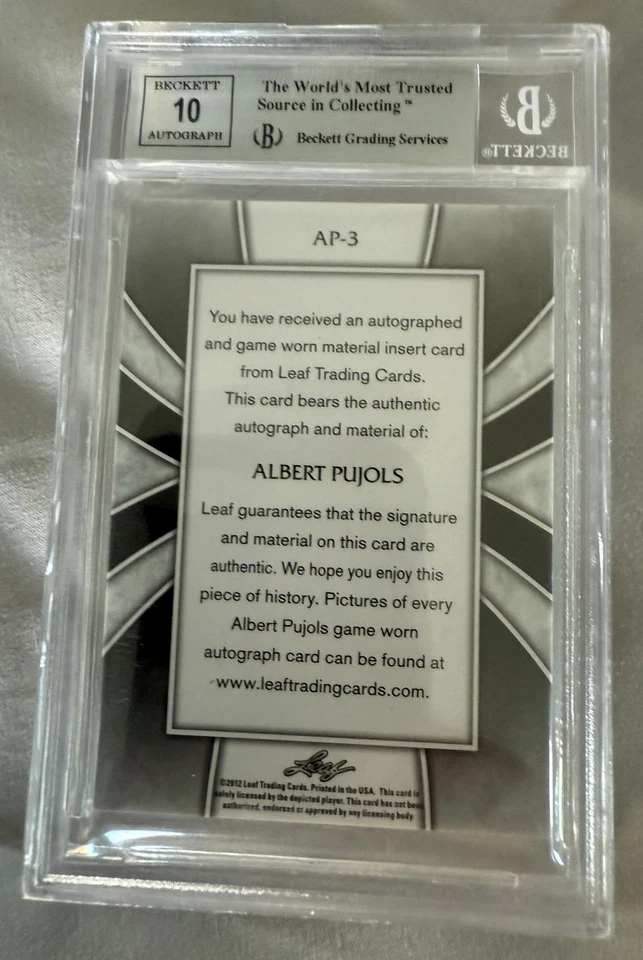 BECKETT
10
AUTOGRAPH
The World's Most Trusted
Source in Collecting™
B Beckett Grading Services
B
BECKETT®
AP-3
You have received an autographed
and game worn material insert card
from Leaf Trading Cards.
This card bears the authentic
autograph and material of:
ALBERT PUJOLS
Leaf guarantees that the signature
and material on this card are
authentic. We hope you enjoy this
piece of history. Pictures of every
Albert Pujols game worn
autograph card can be found at
www.leaftradingcards.com.
Leaf
©2012 Leaf Trading Cards. Printed in the USA. This card is
solely licensed by the depicted player. This card has not been
authorized, endorsed or approved by any licensing body.